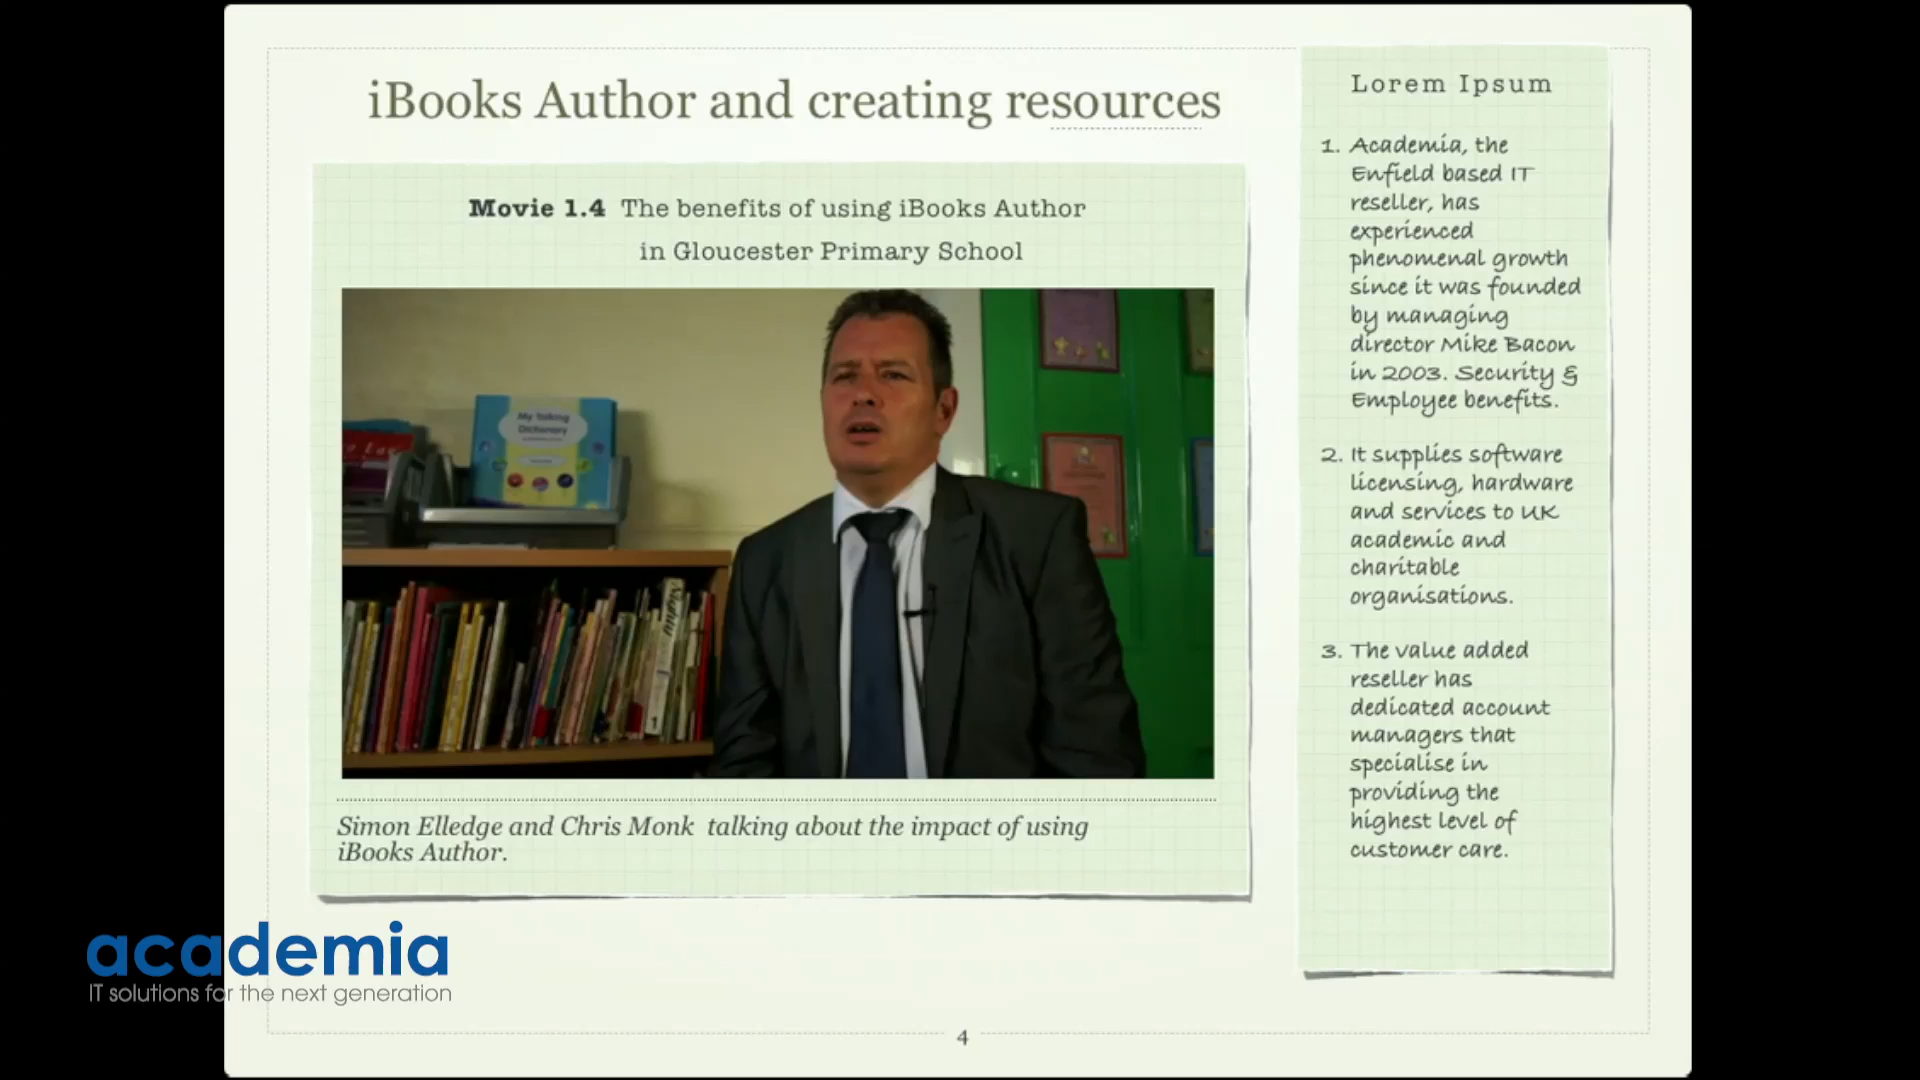 iBooks Author and creating resources
Movie 1.4 The benefits of using iBooks Author
in Gloucester Primary School
My Talking
Dictionary
1
Simon Elledge and Chris Monk talking about the impact of using
iBooks Author.
Lorem Ipsum
1. Academia, the
Enfield based IT
reseller, has
experienced
phenomenal growth
since it was founded
by managing
director Mike Bacon
in 2003. Security &
Employee benefits.
2. It supplies software
licensing, hardware
and services to UK
academic and
charitable
organisations.
3. The value added
reseller has
dedicated account
managers that
specialise in
providing the
highest level of
customer care.
academia
IT solutions for the next generation
4